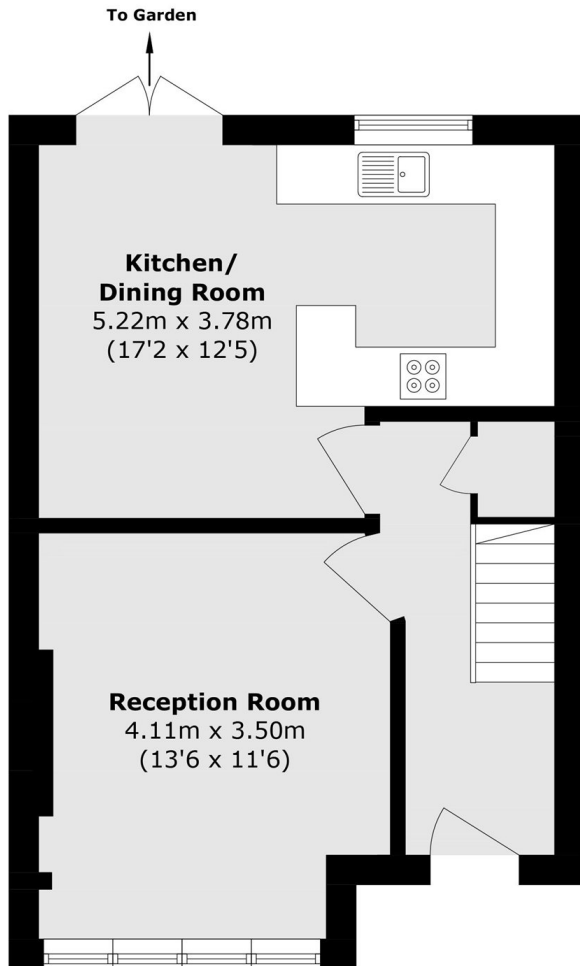 To Garden
Kitchen/
Dining Room
5.22m x 3.78m
(17'2 x 12'5)
Reception Room
4.11m x 3.50m
(13'6 x 11'6)